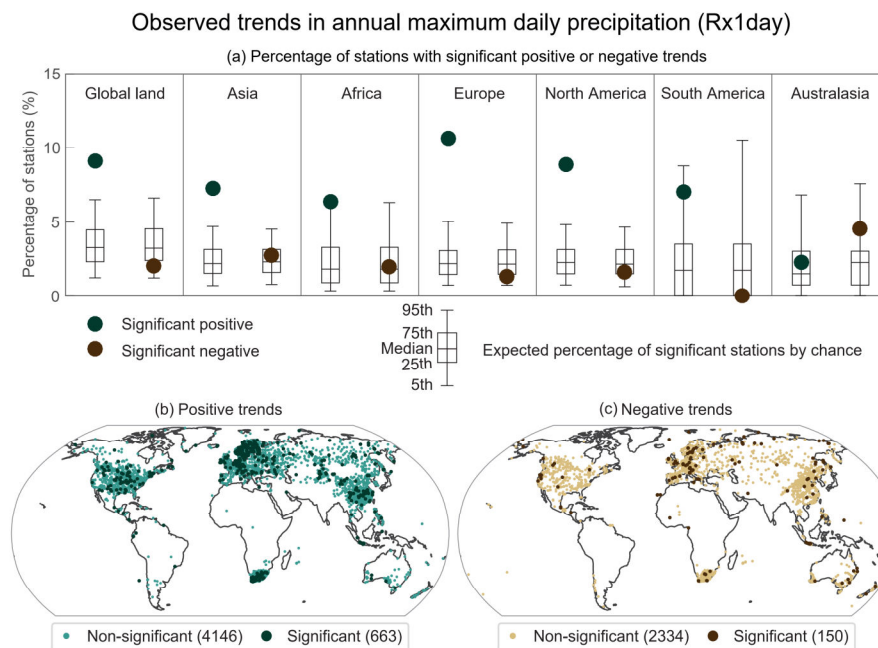 Observed trends in annual maximum daily precipitation (Rx1day)
(a) Percentage of stations with significant positive or negative trends
Percentage of stations (%)
15
10
5
0
Global land
Asia
Africa
Europe
North America
South America
Australasia
Significant positive
Significant negative
95th
75th
Median
25th
5th
Expected percentage of significant stations by chance
(b) Positive trends
(c) Negative trends
Non-significant (4146)
Significant (663)
Non-significant (2334)
Significant (150)